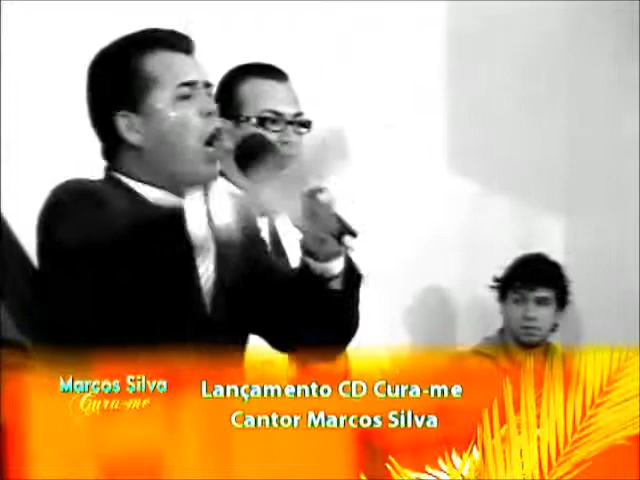 Marcos Silva
Cura-me
Lançamento CD Cura-me
Cantor Marcos Silva